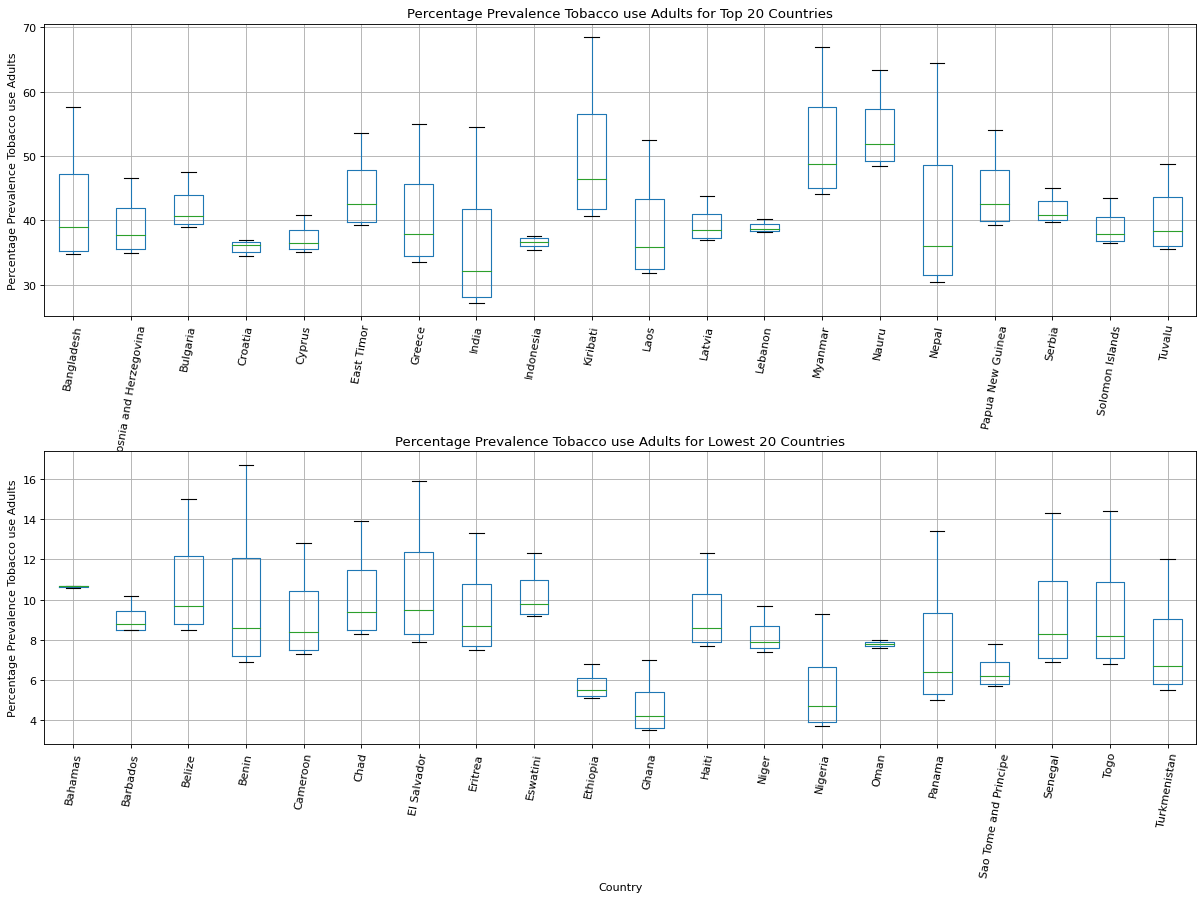 Percentage Prevalence Tobacco use Adults for Top 20 Countries
Percentage Prevalence Tobacco use Adults
70
60
50
40
30
Bangladesh
osnia and Herzegovina
Bulgaria
Croatia
Cyprus
East Timor
Greece
India
Indonesia
Kiribati
Laos
Latvia
Lebanon
Myanmar
Nauru
Nepal
Papua New Guinea
Serbia
Solomon Islands
Tuvalu
Percentage Prevalence Tobacco use Adults for Lowest 20 Countries
Percentage Prevalence Tobacco use Adults
16
14
12
10
8
6
4
Bahamas
Barbados
Belize
Benin
Cameroon
Chad
El Salvador
Eritrea
Eswatini
Ethiopia
Ghana
Haiti
Niger
Nigeria
Oman
Panama
Sao Tome and Principe
Senegal
Togo
Turkmenistan
Country